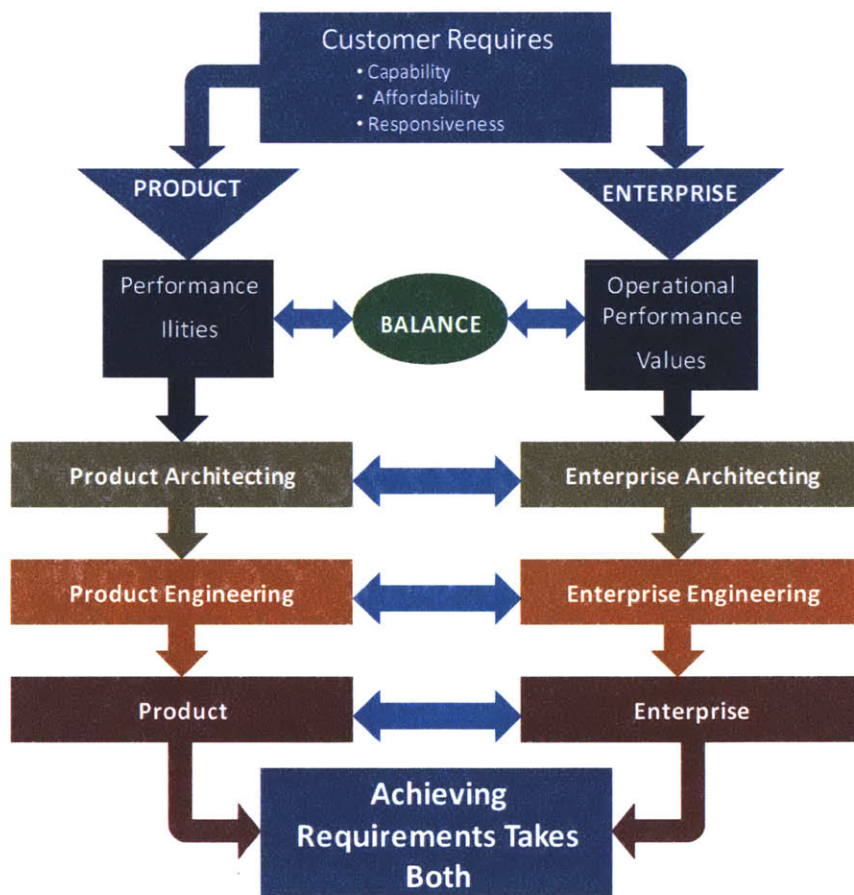 Customer Requires
• Capability
• Affordability
• Responsiveness
PRODUCT
ENTERPRISE
Performance
Ilities
BALANCE
Operational
Performance
Values
Product Architecting
Enterprise Architecting
Product Engineering
Enterprise Engineering
Product
Enterprise
Achieving
Requirements Takes
Both